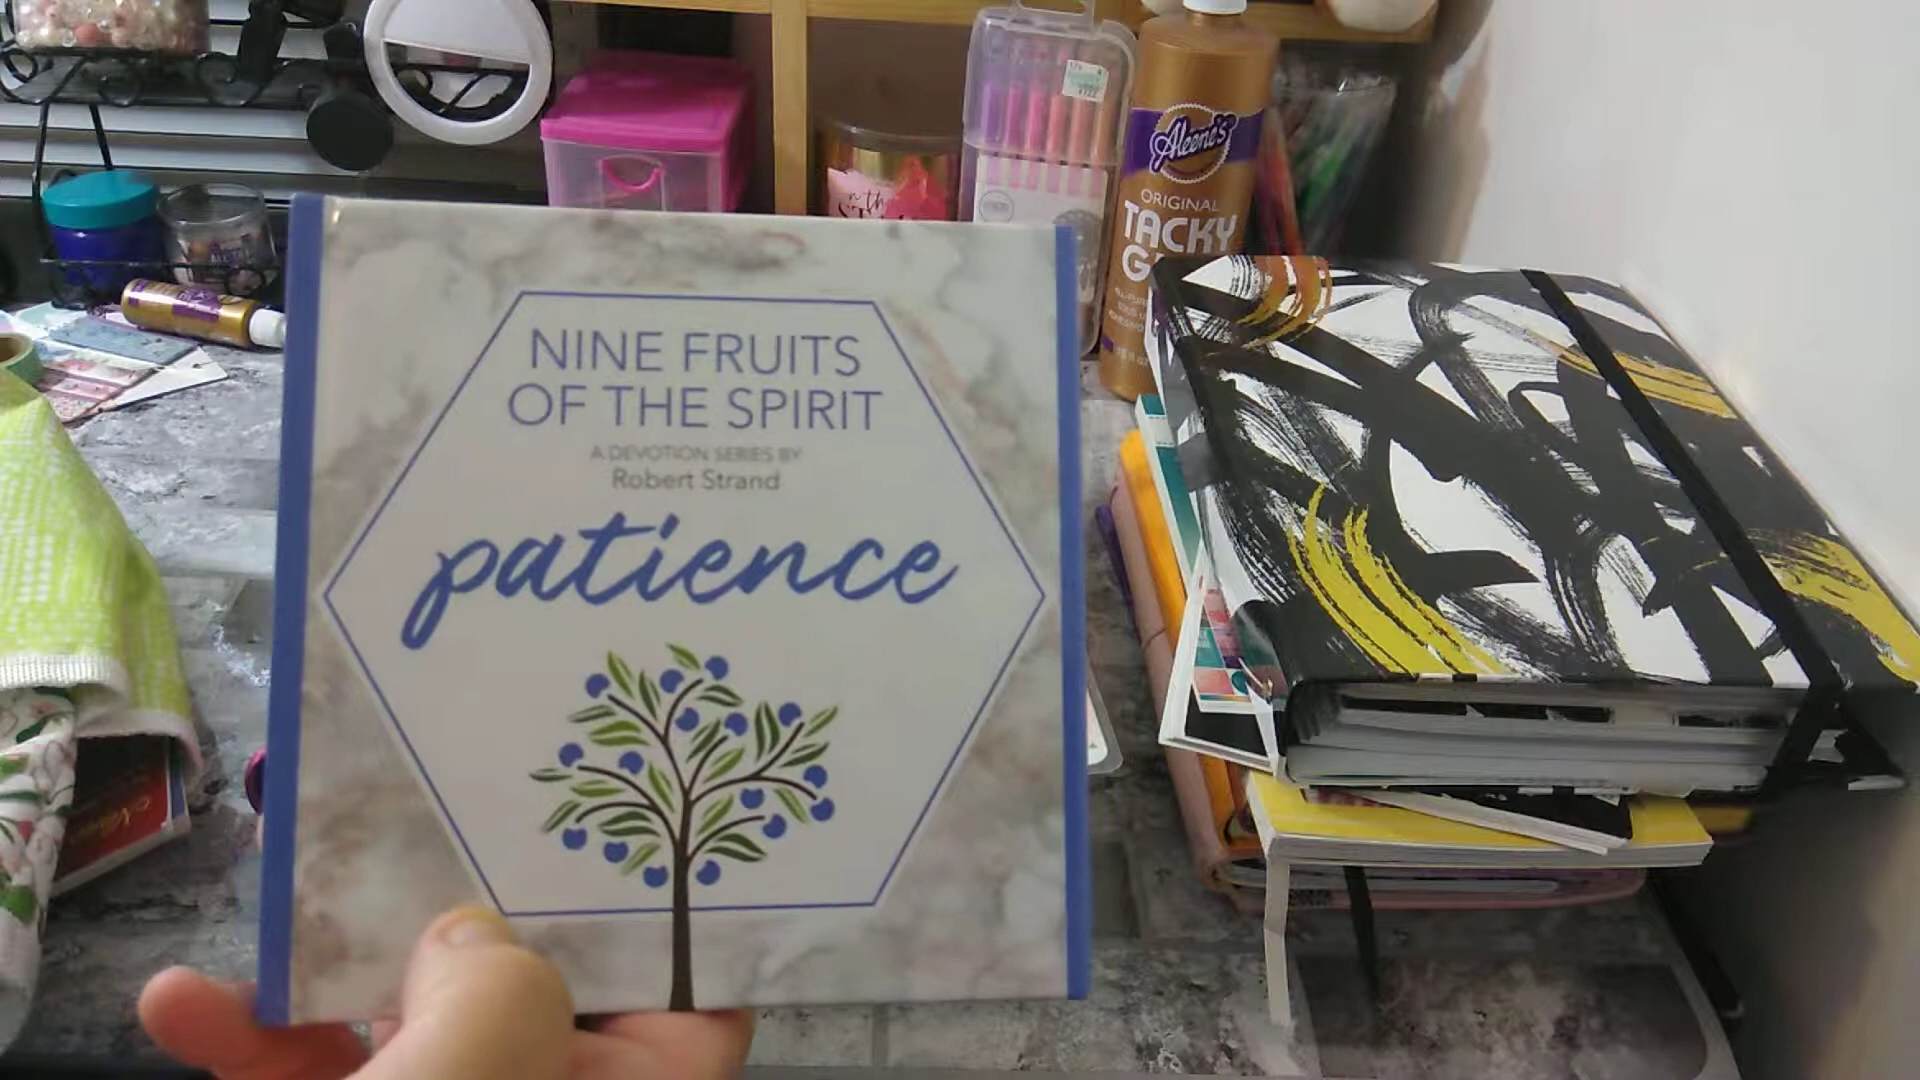 NINE FRUITS
OF THE SPIRIT
A DEVOTION SERIES BY
Robert Strand
patience
Aleene's
ORIGINAL
TACKY